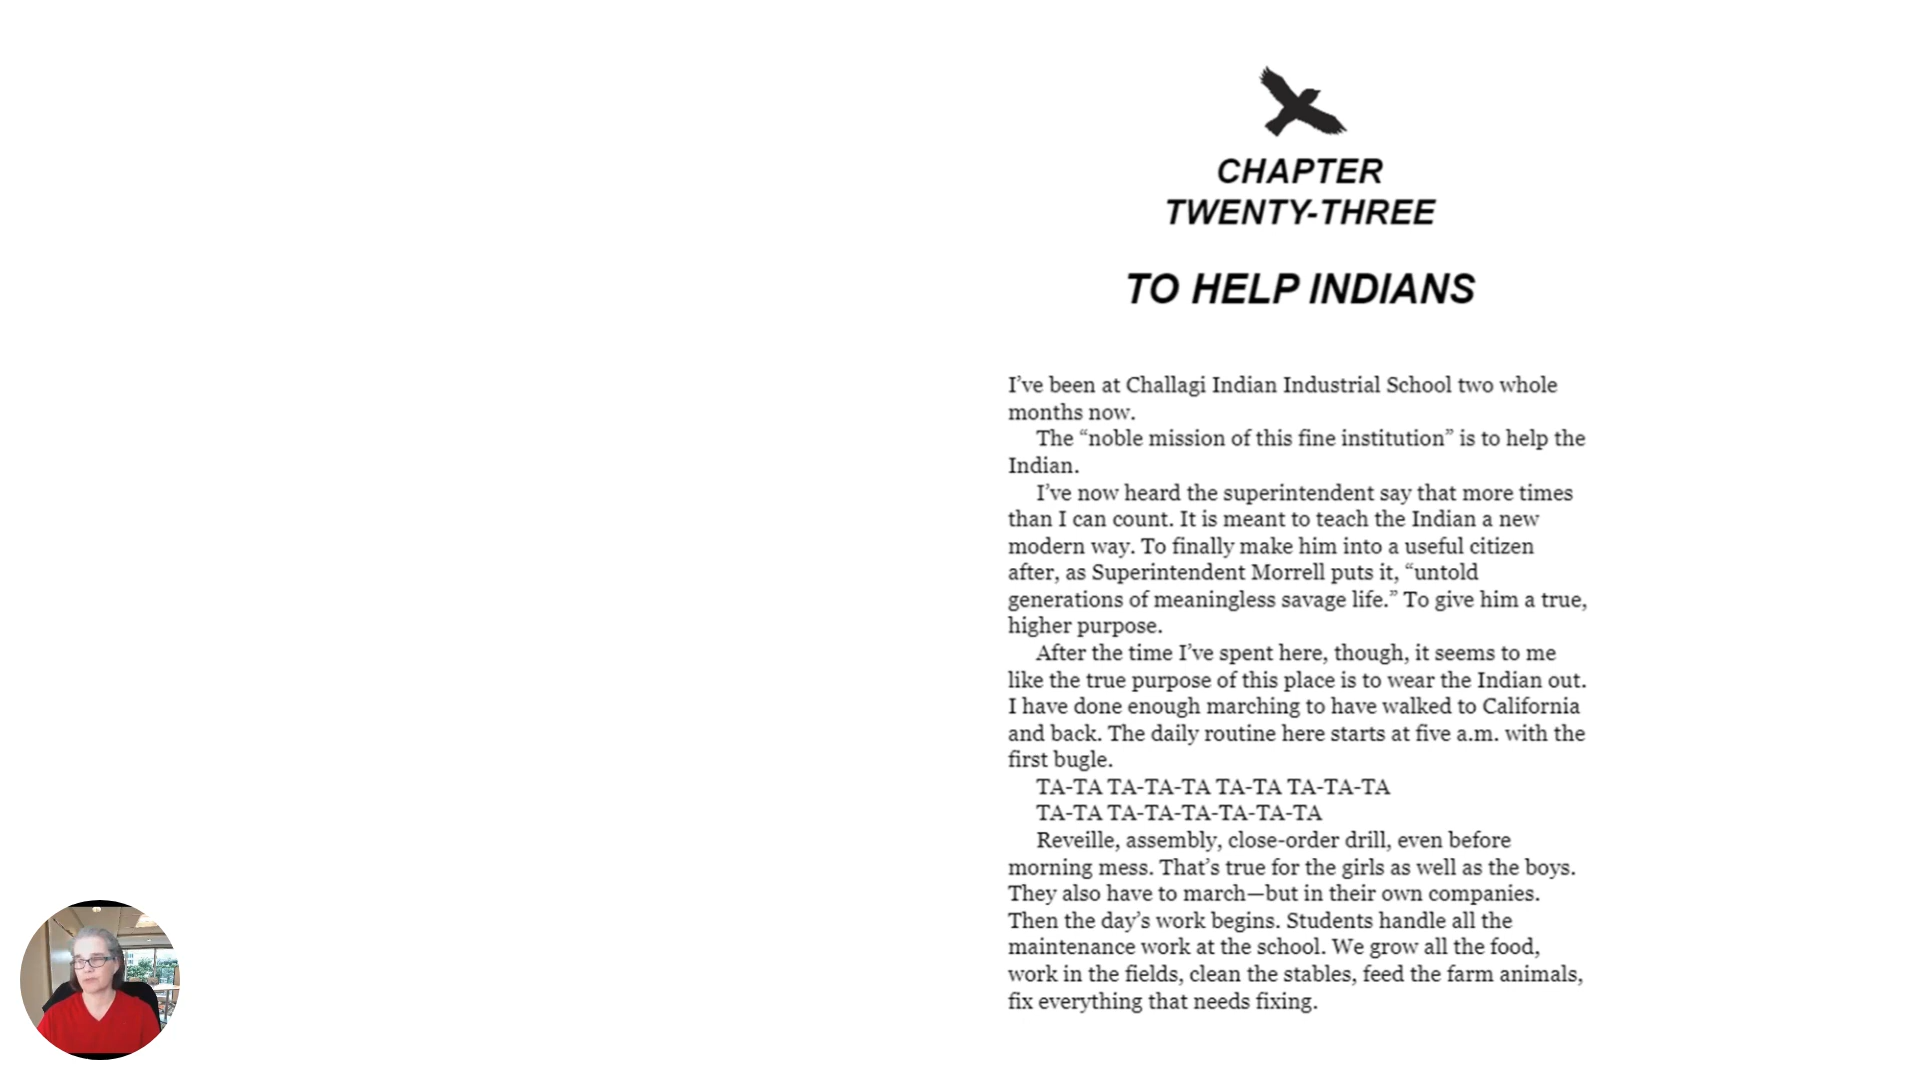 CHAPTER
TWENTY-THREE
TO HELP INDIANS
I’ve been at Challagi Indian Industrial School two whole
months now.
The “noble mission of this fine institution” is to help the
Indian.
I’ve now heard the superintendent say that more times
than I can count. It is meant to teach the Indian a new
modern way. To finally make him into a useful citizen
after, as Superintendent Morrell puts it, “untold
generations of meaningless savage life.” To give him a true,
higher purpose.
After the time I’ve spent here, though, it seems to me
like the true purpose of this place is to wear the Indian out.
I have done enough marching to have walked to California
and back. The daily routine here starts at five a.m. with the
first bugle.
TA-TA TA-TA-TA TA-TA TA-TA-TA
TA-TA TA-TA-TA-TA-TA-TA
Reveille, assembly, close-order drill, even before
morning mess. That’s true for the girls as well as the boys.
They also have to march—but in their own companies.
Then the day’s work begins. Students handle all the
maintenance work at the school. We grow all the food,
work in the fields, clean the stables, feed the farm animals,
fix everything that needs fixing.